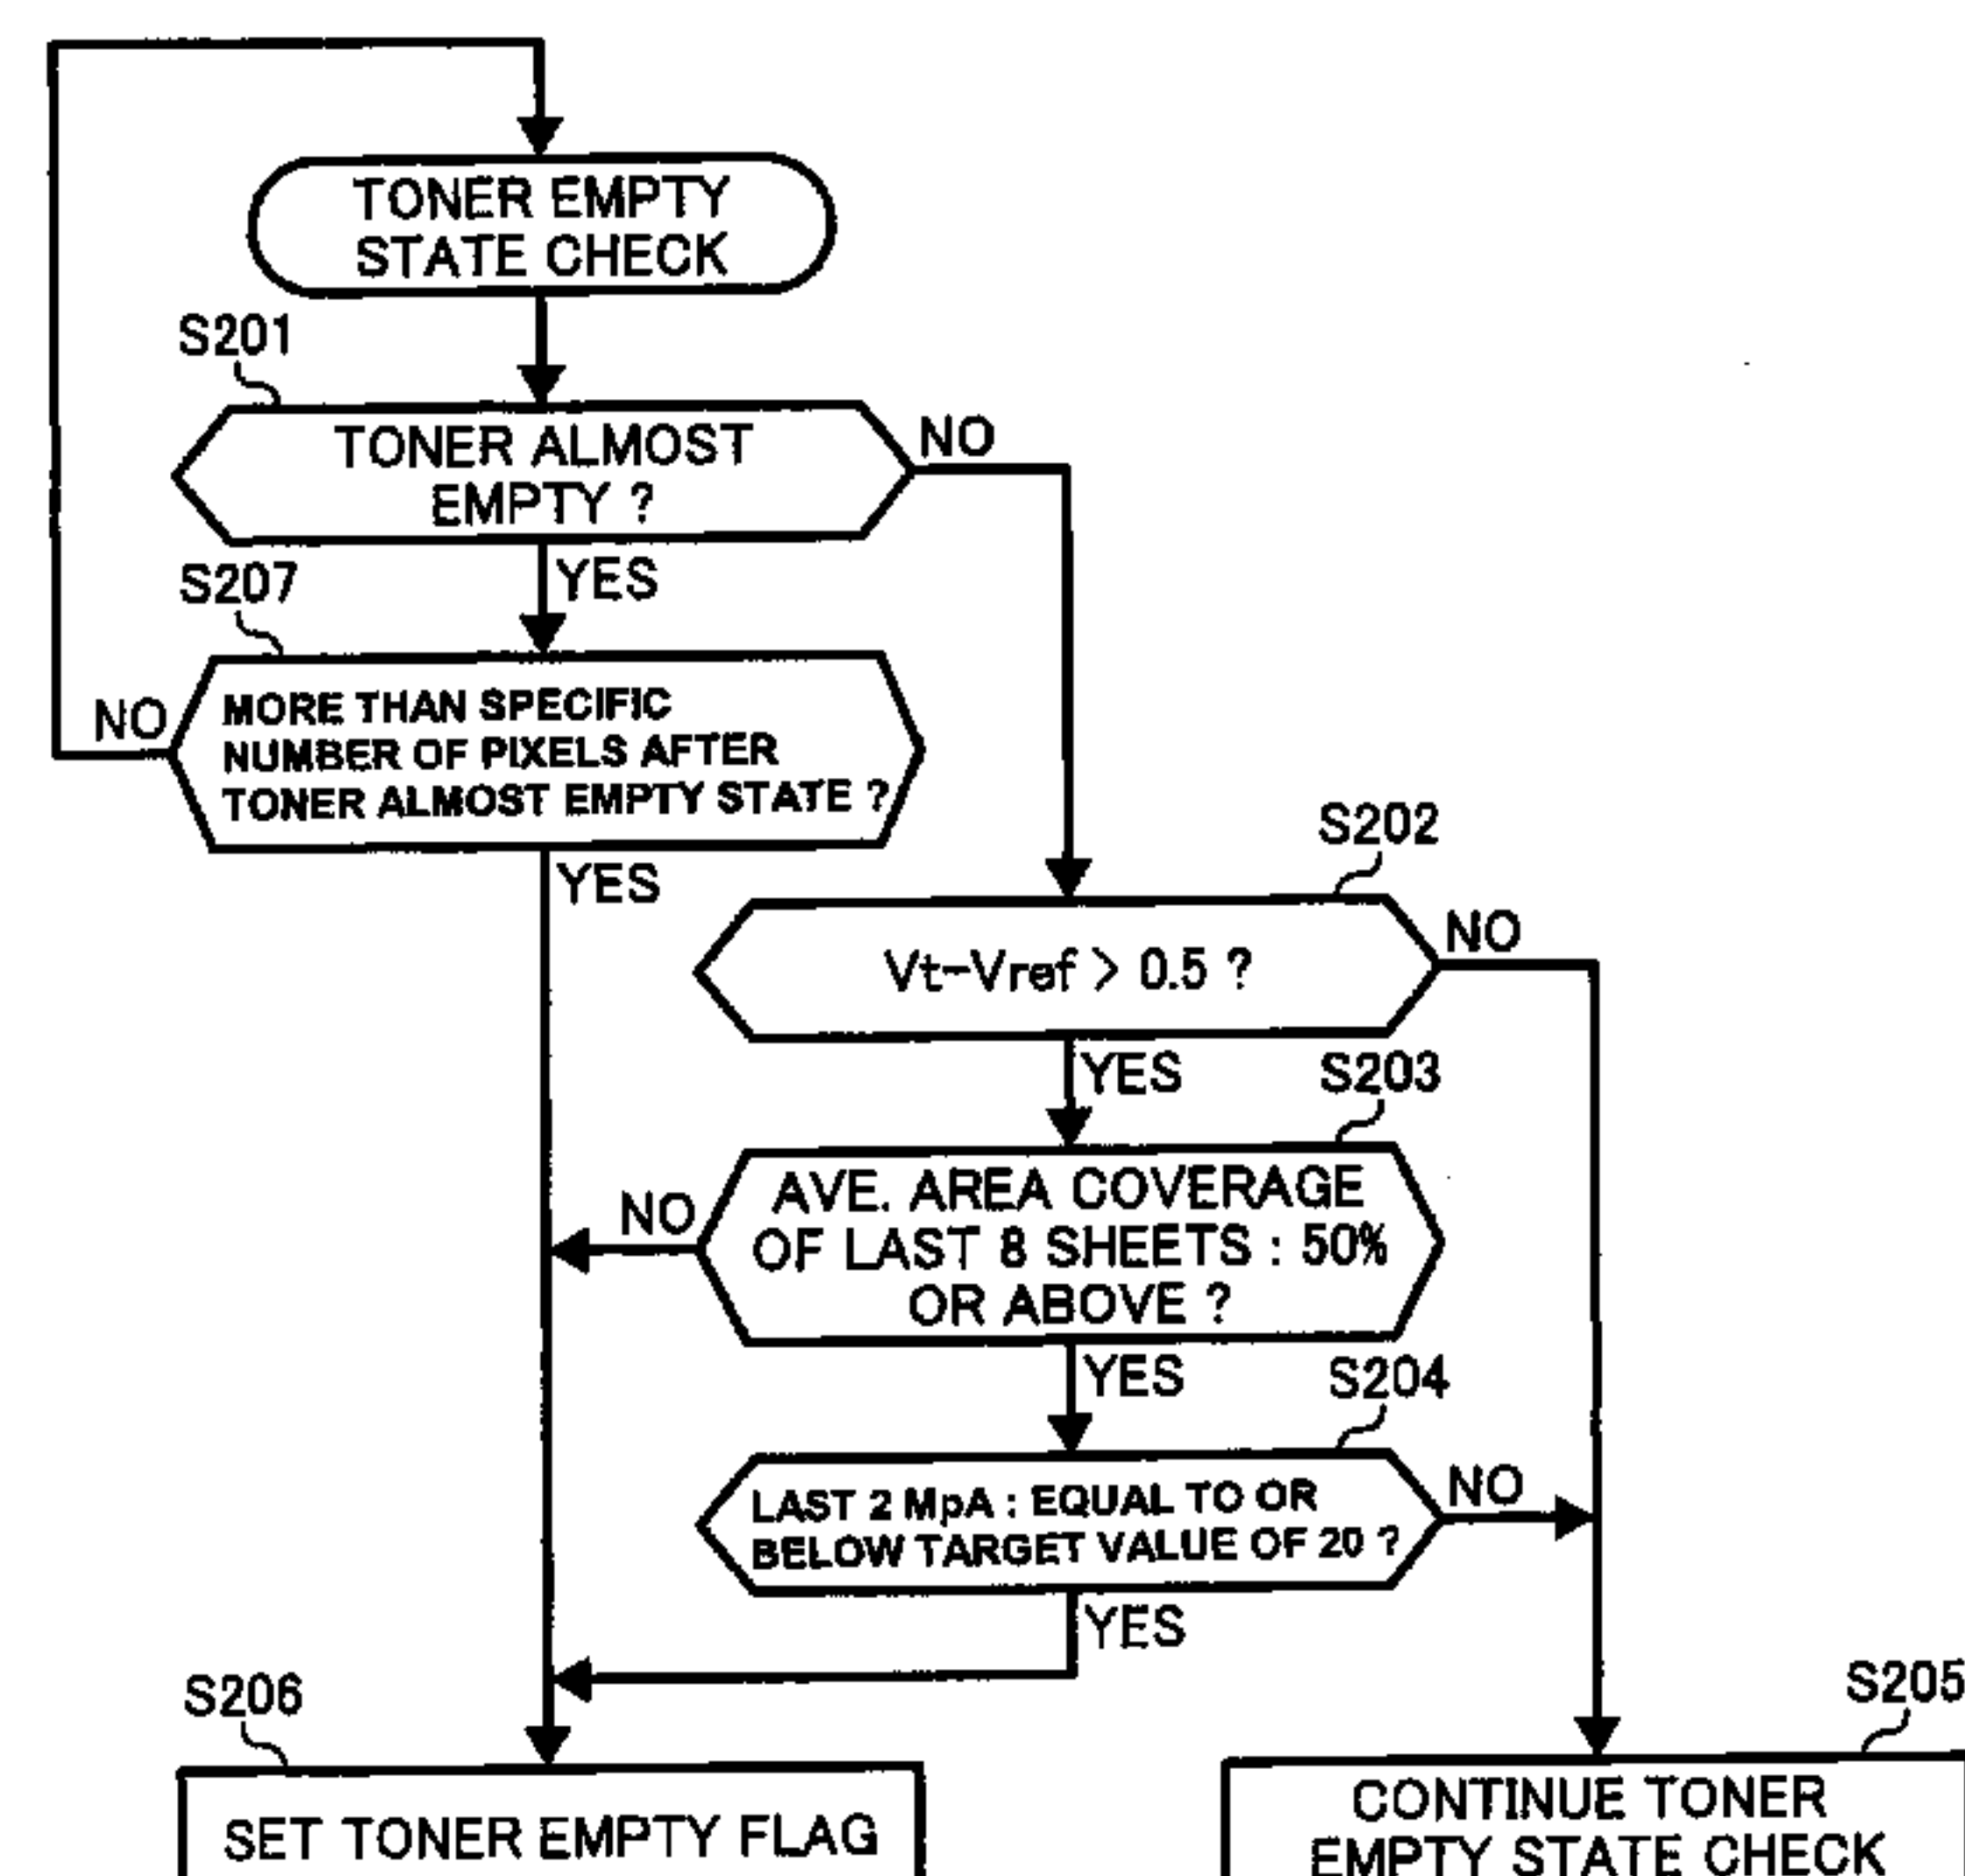 TONER EMPTY
STATE CHECK
S201
TONER ALMOST
EMPTY ?
NO
YES
S207
MORE THAN SPECIFIC
NUMBER OF PIXELS AFTER
TONER ALMOST EMPTY STATE ?
NO
YES
S202
Vt-Vref > 0.5 ?
NO
YES
S203
AVE. AREA COVERAGE
OF LAST 8 SHEETS : 50%
OR ABOVE ?
NO
YES
S204
LAST 2 MpA : EQUAL TO OR
BELOW TARGET VALUE OF 20 ?
NO
YES
S206
SET TONER EMPTY FLAG
S205
CONTINUE TONER
EMPTY STATE CHECK